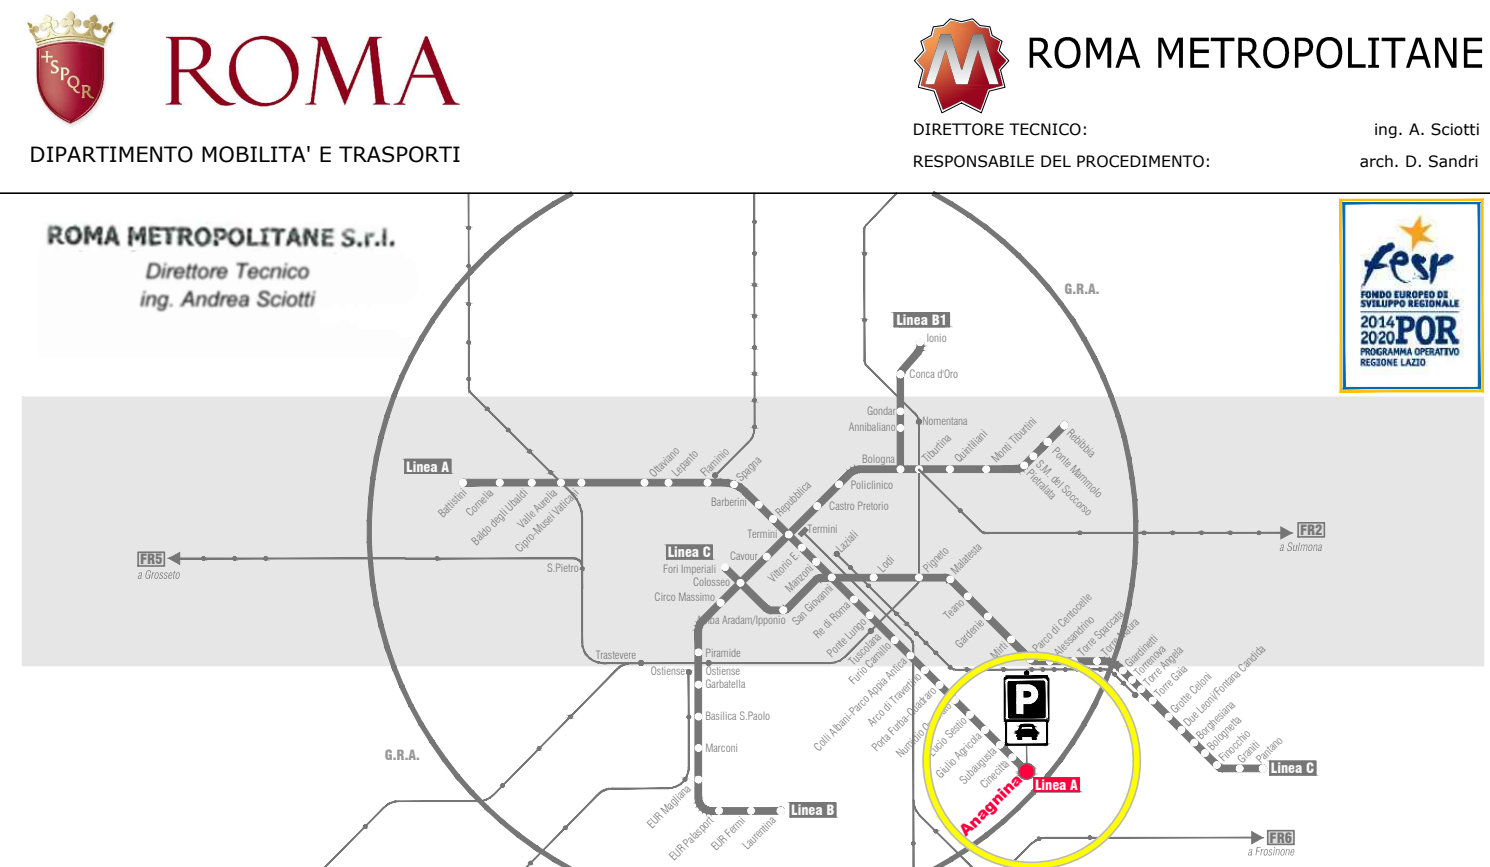 SPQR
ROMA
DIPARTIMENTO MOBILITA' E TRASPORTI
M
ROMA METROPOLITANE
DIRETTORE TECNICO: ing. A. Sciotti
RESPONSABILE DEL PROCEDIMENTO: arch. D. Sandri
ROMA METROPOLITANE S.r.l.
Direttore Tecnico
ing. Andrea Sciotti
fesr
FONDO EUROPEO DI
SVILUPPO REGIONALE
2014
2020
POR
PROGRAMMA OPERATIVO
REGIONE LAZIO
G.R.A.
Linea B1
Ionio
Conca d'Oro
Gondar
Annibaliano
Nomentana
Bologna
Tiburtina
Quintiliani
Monti Tiburtini
Pietralata
S.M. del Soccorso
Ponte Mammolo
Rebibbia
Linea A
Battistini
Cornelia
Baldo degli Ubaldi
Valle Aurelia
Cipro-Musei Vaticani
Ottaviano
Lepanto
Flaminio
Spagna
Barberini
Repubblica
Policlinico
Castro Pretorio
Termini
Termini
Laziali
FR2
a Sulmona
FR5
a Grosseto
S.Pietro
Linea C
Fori Imperiali
Cavour
Colosseo
Circo Massimo
Vittorio E.
Manzoni
San Giovanni
Lodi
Pigneto
Malatesta
Teano
Gardenie
Mirti
Parco di Centocelle
Alessandrino
Torre Spaccata
Torre Maura
Giardinetti
Torrenova
Torre Angela
Torre Gaia
Grotte Celoni
Due Leoni/Fontana Candida
Borghesiana
Bolognetta
Finocchio
Graniti
Pantano
Linea C
Amba Aradam/Ipponio
Re di Roma
Ponte Lungo
Tuscolana
Furio Camillo
Colli Albani-Parco Appia Antica
Arco di Travertino
Porta Furba-Quadraro
Lucio Sestio
Giulio Agricola
Subaugusta
Cinecittà
Anagnina
Linea A
P
Trastevere
Ostiense
Piramide
Ostiense
Garbatella
Basilica S.Paolo
Marconi
EUR Magliana
EUR Palasport
EUR Fermi
Laurentina
Linea B
G.R.A.
FR6
a Frosinone